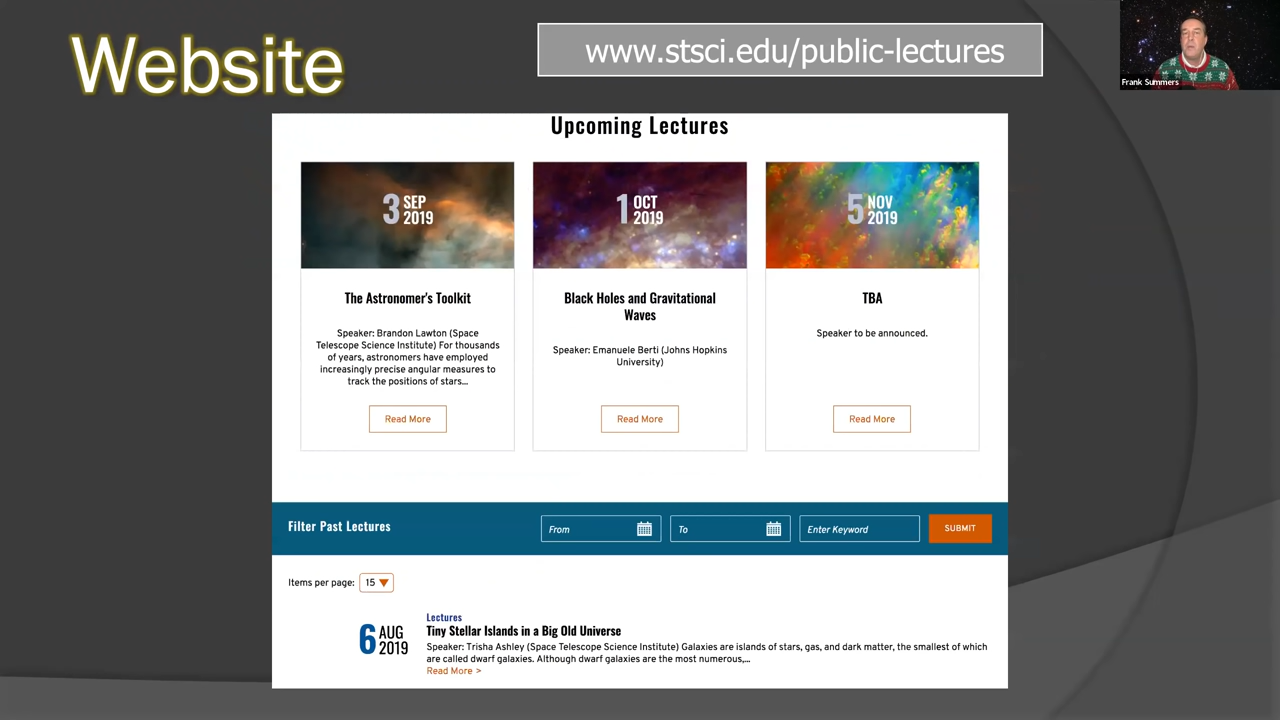 Website
www.stsci.edu/public-lectures
Frank Summers
Upcoming Lectures
3 SEP 2019
The Astronomer's Toolkit
Speaker: Brandon Lawton (Space
Telescope Science Institute) For thousands
of years, astronomers have employed
increasingly precise angular measures to
track the positions of stars...
Read More
1 OCT 2019
Black Holes and Gravitational
Waves
Speaker: Emanuele Berti (Johns Hopkins
University)
Read More
5 NOV 2019
TBA
Speaker to be announced.
Read More
Filter Past Lectures
From
To
Enter Keyword
SUBMIT
Items per page: 15
6 AUG 2019
Lectures
Tiny Stellar Islands in a Big Old Universe
Speaker: Trisha Ashley (Space Telescope Science Institute) Galaxies are islands of stars, gas, and dark matter, the smallest of which
are called dwarf galaxies. Although dwarf galaxies are the most numerous,...
Read More >